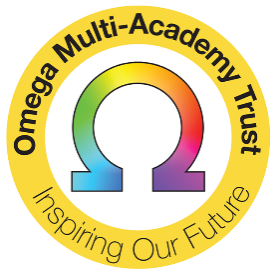 Omega Multi-Academy Trust
Ω
Inspiring Our Future